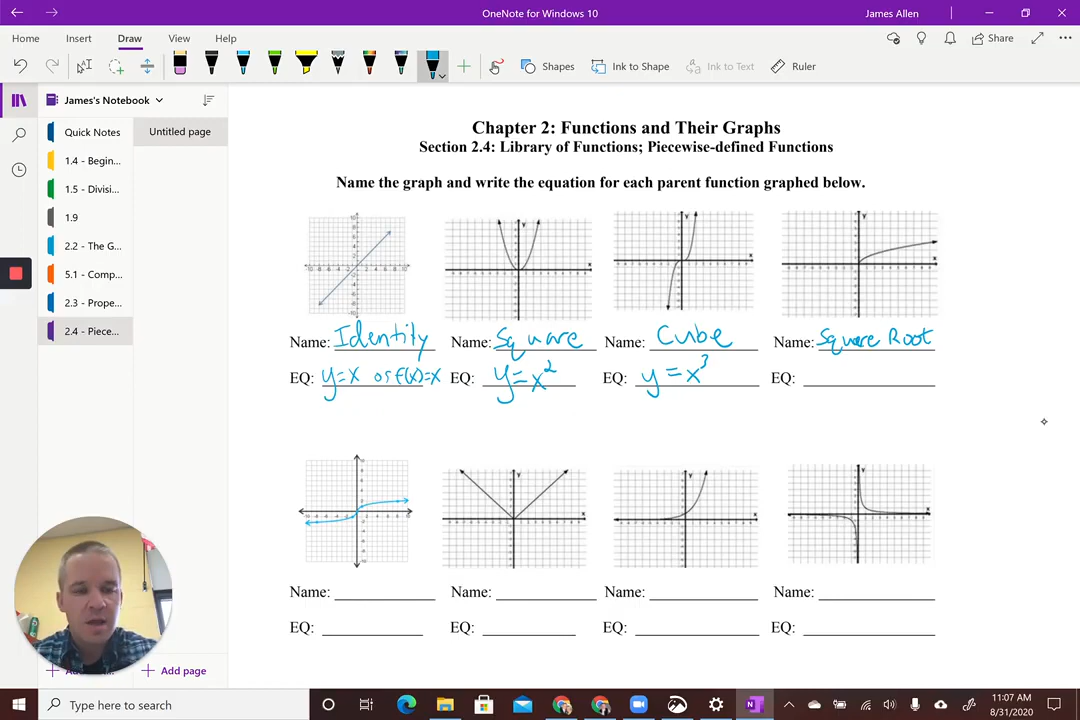 OneNote for Windows 10
James Allen
Home Insert Draw View Help
Share
Shapes Ink to Shape Ink to Text Ruler
James's Notebook
Quick Notes
1.4 - Begin...
1.5 - Divisi...
1.9
2.2 - The G...
5.1 - Comp...
2.3 - Prope...
2.4 - Piece...
Untitled page
Chapter 2: Functions and Their Graphs
Section 2.4: Library of Functions; Piecewise-defined Functions
Name the graph and write the equation for each parent function graphed below.
Name: Identity Name: Square Name: Cube Name: Square Root
EQ: y=x or f(x)=x EQ: y=x² EQ: y=x³ EQ:
Name: Name: Name: Name:
EQ: EQ: EQ: EQ:
Add page
Type here to search
11:07 AM
8/31/2020